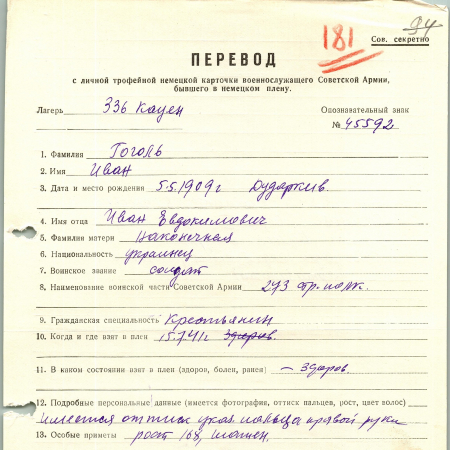 181
94
Сов. секретно
ПЕРЕВОД
с личной трофейной немецкой карточки военнослужащего Советской Армии,
бывшего в немецком плену.
Лагерь 336 Кауен
Опознавательный знак
№ 45592
1. Фамилия Гоголь
2. Имя Иван
3. Дата и место рождения 5.5.1909 г Дударков.
4. Имя отца Иван Евдокимович
5. Фамилия матери Наконечная
6. Национальность украинец
7. Воинское звание солдат
8. Наименование воинской части Советской Армии 273 стр. полк.
9. Гражданская специальность Крестьянин
10. Когда и где взят в плен 15.7.41г
11. В каком состоянии взят в плен (здоров, болен, ранен) – Здоров.
12. Подробные персональные данные (имеется фотография, оттиск пальцев, рост, цвет волос)
Имеется оттиск указ. пальца правой руки
13. Особые приметы рост 168, шатен.